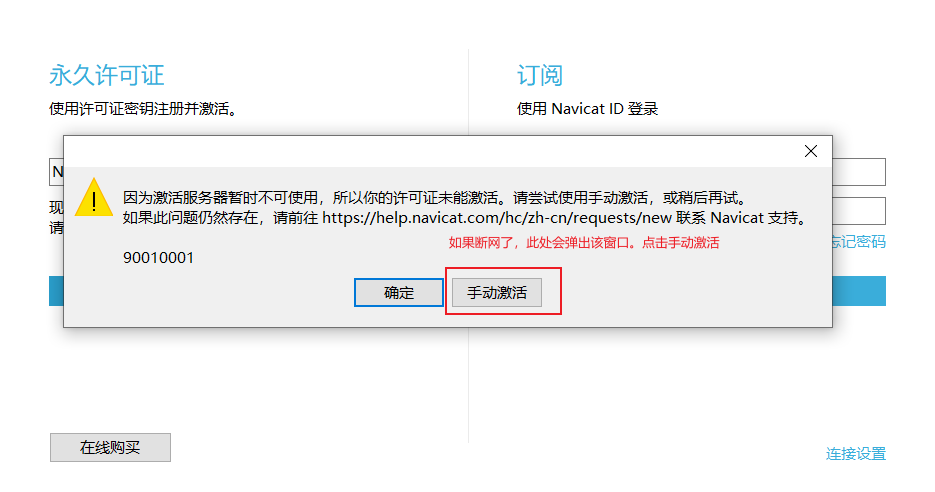 永久许可证
使用许可证密钥注册并激活。
订阅
使用 Navicat ID 登录
N
现
请
因为激活服务器暂时不可使用，所以你的许可证未能激活。请尝试使用手动激活，或稍后再试。
如果此问题仍然存在，请前往 https://help.navicat.com/hc/zh-cn/requests/new 联系 Navicat 支持。
如果断网了，此处会弹出该窗口。点击手动激活
90010001
确定
手动激活
忘记密码
在线购买
连接设置